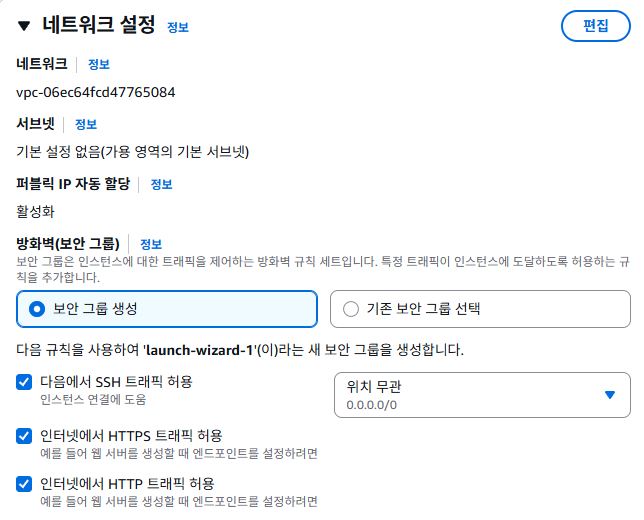 네트워크 설정 정보
편집
네트워크 정보
vpc-06ec64fcd47765084
서브넷 정보
기본 설정 없음(가용 영역의 기본 서브넷)
퍼블릭 IP 자동 할당 정보
활성화
방화벽(보안 그룹) 정보
보안 그룹은 인스턴스에 대한 트래픽을 제어하는 방화벽 규칙 세트입니다. 특정 트래픽이 인스턴스에 도달하도록 허용하는 규
칙을 추가합니다.
보안 그룹 생성
기존 보안 그룹 선택
다음 규칙을 사용하여 'launch-wizard-1'(이)라는 새 보안 그룹을 생성합니다.
다음에서 SSH 트래픽 허용
인스턴스 연결에 도움
위치 무관
0.0.0.0/0
인터넷에서 HTTPS 트래픽 허용
예를 들어 웹 서버를 생성할 때 엔드포인트를 설정하려면
인터넷에서 HTTP 트래픽 허용
예를 들어 웹 서버를 생성할 때 엔드포인트를 설정하려면